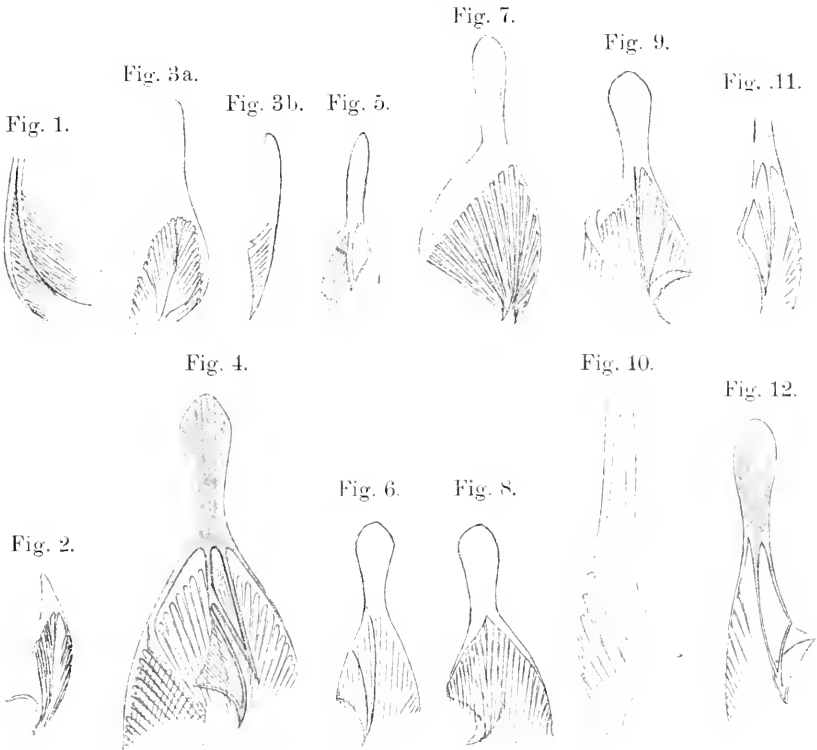 Fig. 7.
Fig. 9.
Fig. 3a.
Fig. 11.
Fig. 3b.
Fig. 5.
Fig. 1.
Fig. 4.
Fig. 10.
Fig. 12.
Fig. 6.
Fig. 8.
Fig. 2.